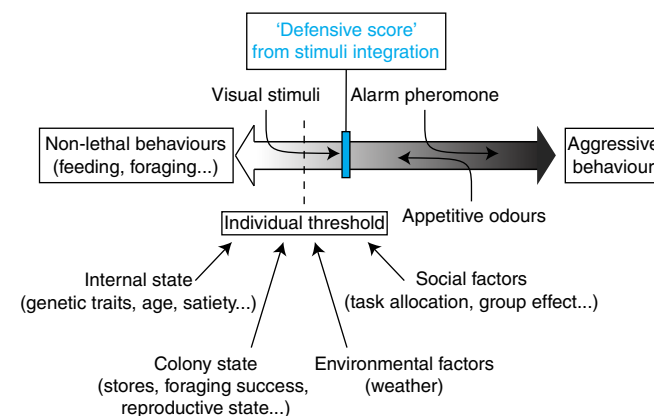 ‘Defensive score’
from stimuli integration
Visual stimuli
Alarm pheromone
Non-lethal behaviours
(feeding, foraging...)
Aggressive
behaviour
Individual threshold
Appetitive odours
Internal state
(genetic traits, age, satiety...)
Social factors
(task allocation, group effect...)
Colony state
(stores, foraging success,
reproductive state...)
Environmental factors
(weather)